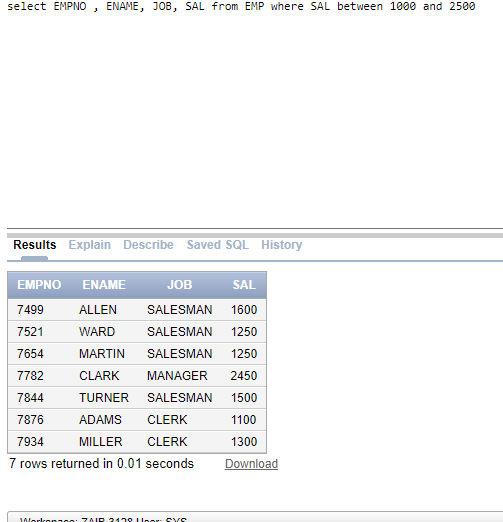 select EMPNO , ENAME, JOB, SAL from EMP where SAL between 1000 and 2500
Results Explain Describe Saved SQL History
EMPNO ENAME JOB SAL
7499 ALLEN SALESMAN 1600
7521 WARD SALESMAN 1250
7654 MARTIN SALESMAN 1250
7782 CLARK MANAGER 2450
7844 TURNER SALESMAN 1500
7876 ADAMS CLERK 1100
7934 MILLER CLERK 1300
7 rows returned in 0.01 seconds Download
Workspace: ZAIB 3128 User: SYS